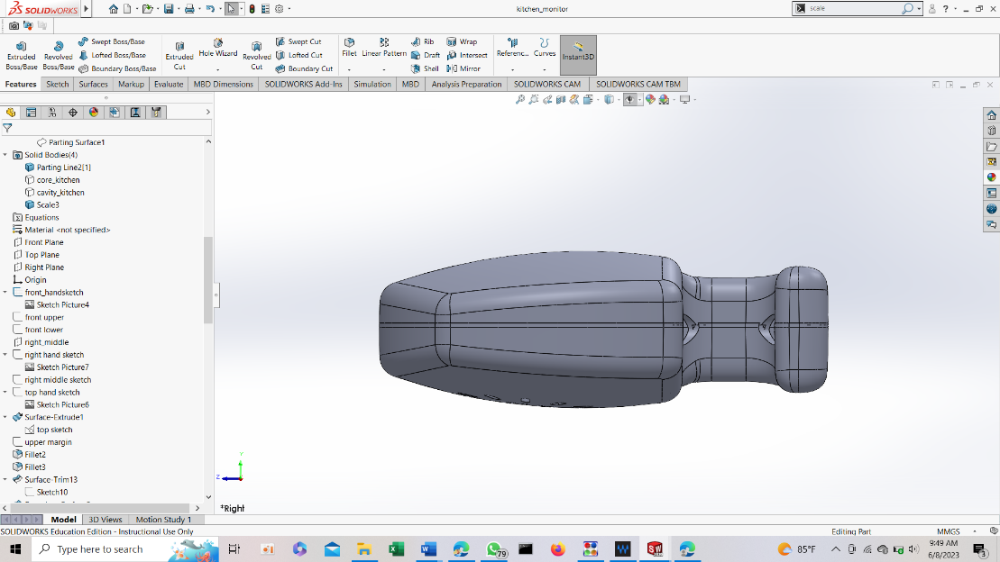 SOLIDWORKS
kitchen_monitor
scale
Extruded Boss/Base
Revolved Boss/Base
Swept Boss/Base
Lofted Boss/Base
Boundary Boss/Base
Extruded Cut
Hole Wizard
Revolved Cut
Swept Cut
Lofted Cut
Boundary Cut
Fillet
Linear Pattern
Rib
Draft
Shell
Wrap
Intersect
Mirror
Referenc...
Curves
Instant3D
Features
Sketch
Surfaces
Markup
Evaluate
MBD Dimensions
SOLIDWORKS Add-Ins
Simulation
MBD
Analysis Preparation
SOLIDWORKS CAM
SOLIDWORKS CAM TBM
Parting Surface1
Solid Bodies(4)
Parting Line2[1]
core_kitchen
cavity_kitchen
Scale3
Equations
Material <not specified>
Front Plane
Top Plane
Right Plane
Origin
front_handsketch
Sketch Picture4
front upper
front lower
right_middle
right hand sketch
Sketch Picture7
right middle sketch
top hand sketch
Sketch Picture6
Surface-Extrude1
top sketch
upper margin
Fillet2
Fillet3
Surface-Trim13
Sketch10
Y
Z
*Right
Model
3D Views
Motion Study 1
SOLIDWORKS Education Edition - Instructional Use Only
Editing Part
MMGS
Type here to search
79
85°F
9:49 AM
6/8/2023
3